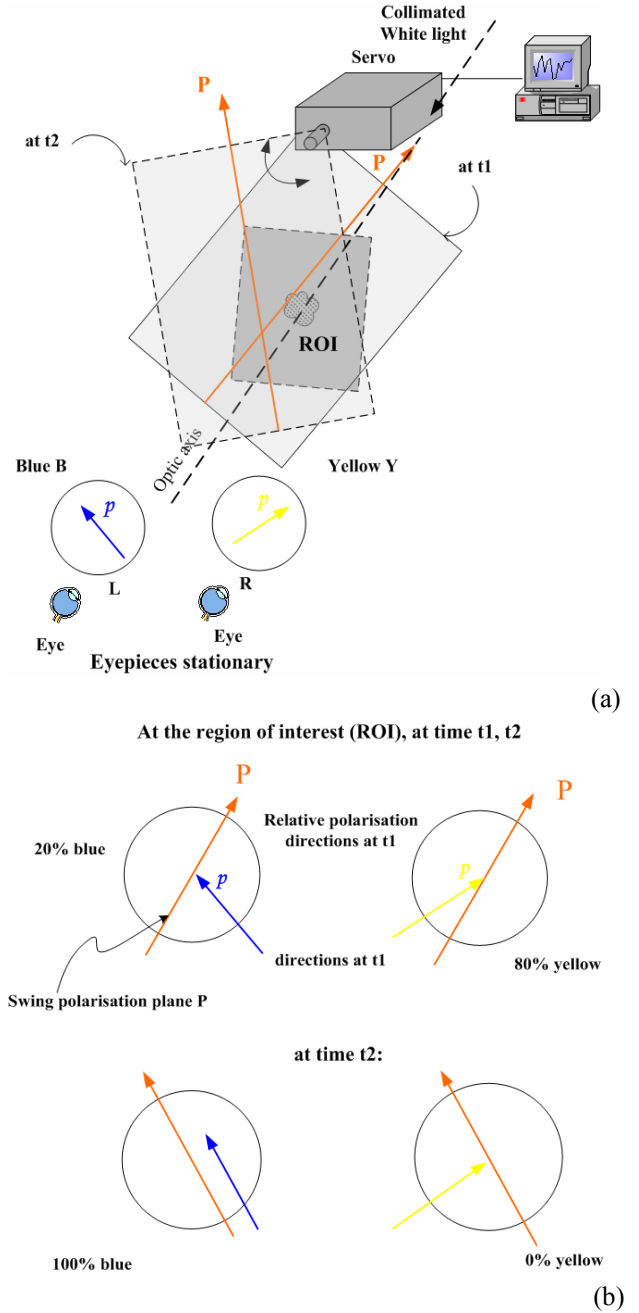 Collimated
White light
Servo
P
P
at t2
at t1
ROI
Optic axis
Blue B
Yellow Y
p
p
L
R
Eye
Eye
Eyepieces stationary
(a)
At the region of interest (ROI), at time t1, t2
P
P
Relative polarisation
directions at t1
20% blue
p
p
directions at t1
80% yellow
Swing polarisation plane P
at time t2:
100% blue
0% yellow
(b)